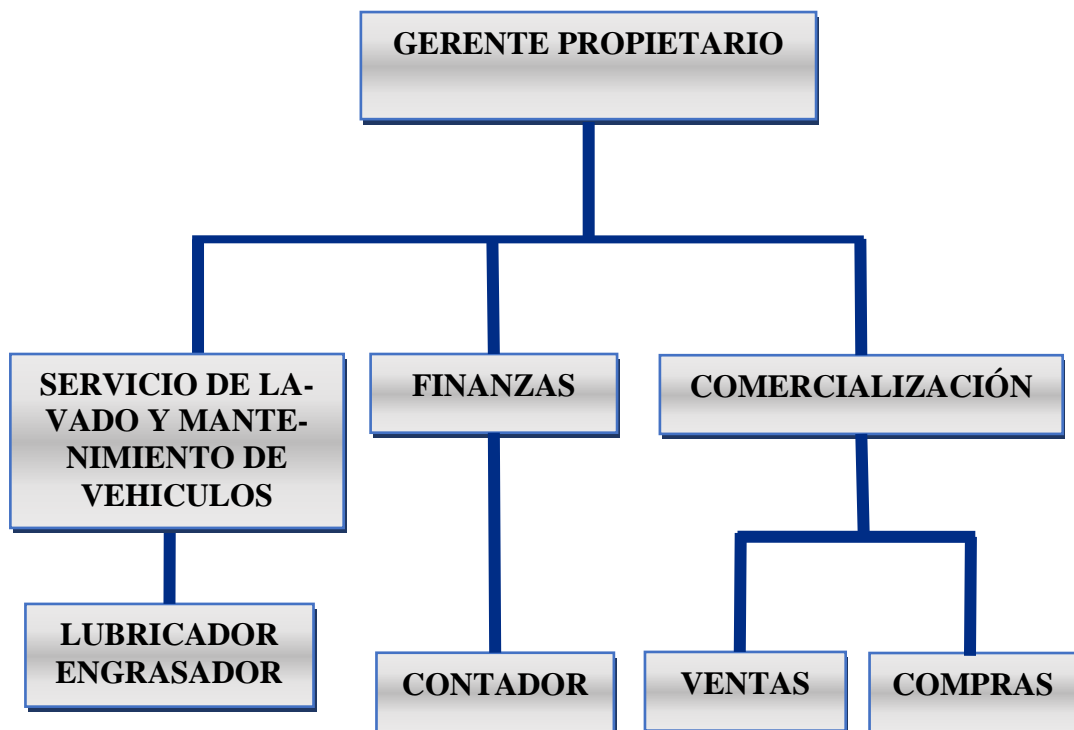 GERENTE PROPIETARIO
SERVICIO DE LA-
VADO Y MANTE-
NIMIENTO DE
VEHICULOS
FINANZAS
COMERCIALIZACIÓN
LUBRICADOR
ENGRASADOR
CONTADOR
VENTAS
COMPRAS